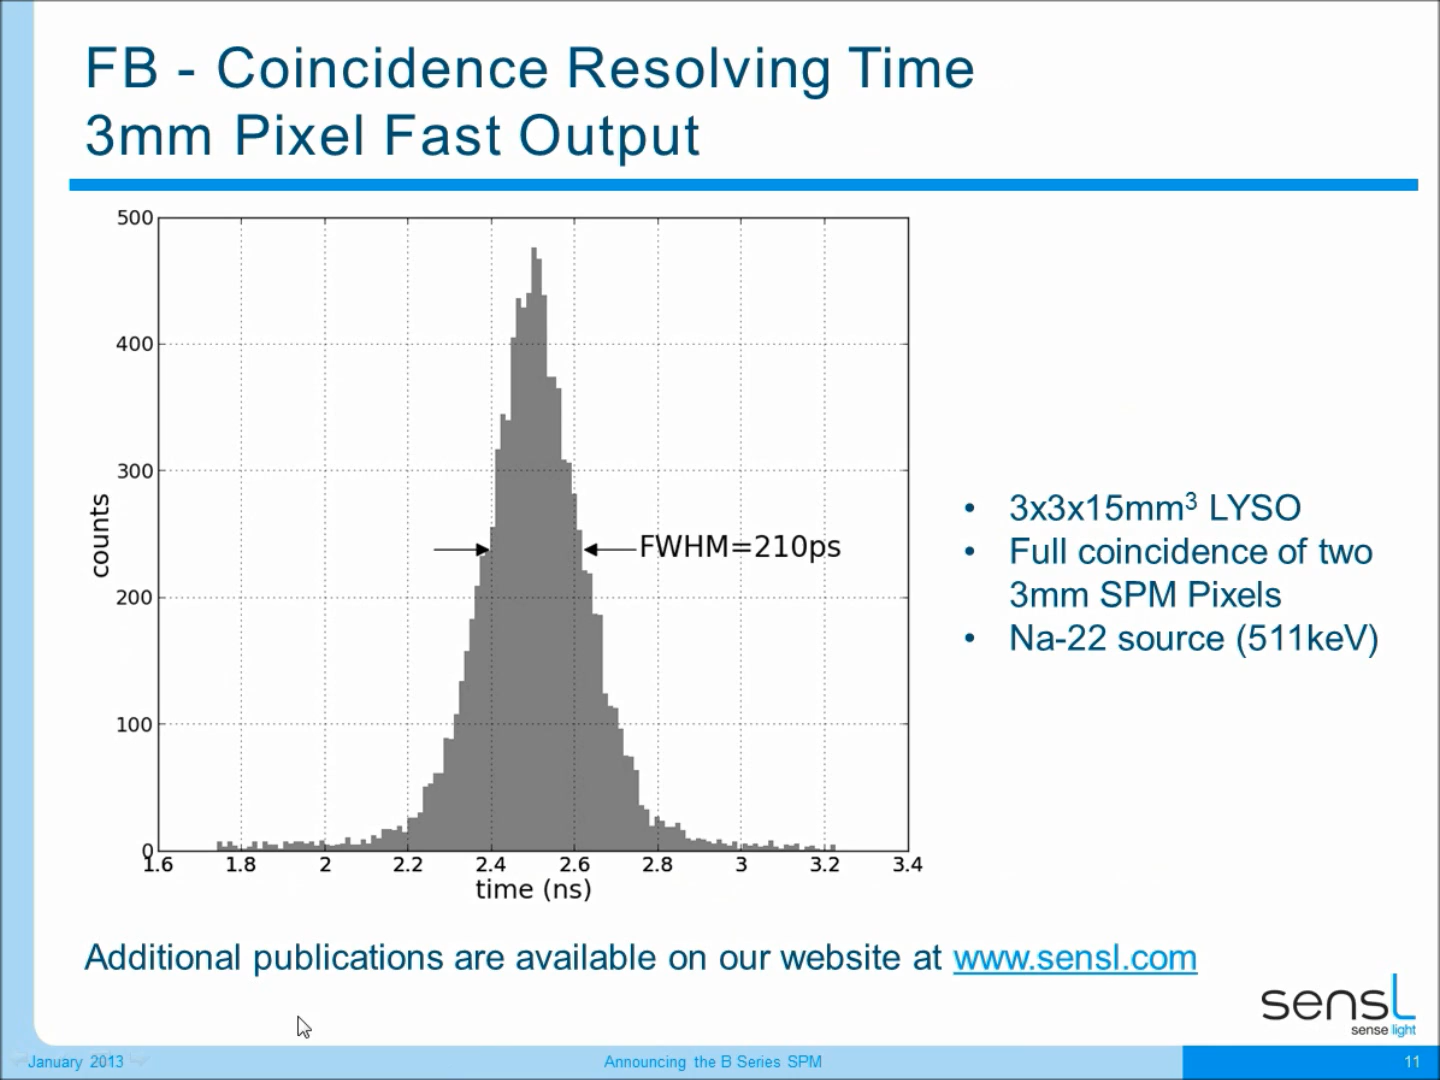 FB - Coincidence Resolving Time
3mm Pixel Fast Output
500
400
300
200
100
0
counts
FWHM=210ps
1.6 1.8 2 2.2 2.4 2.6 2.8 3 3.2 3.4
time (ns)
• 3x3x15mm³ LYSO
• Full coincidence of two
3mm SPM Pixels
• Na-22 source (511keV)
Additional publications are available on our website at www.sensl.com
sensL
sense light
January 2013
Announcing the B Series SPM
11